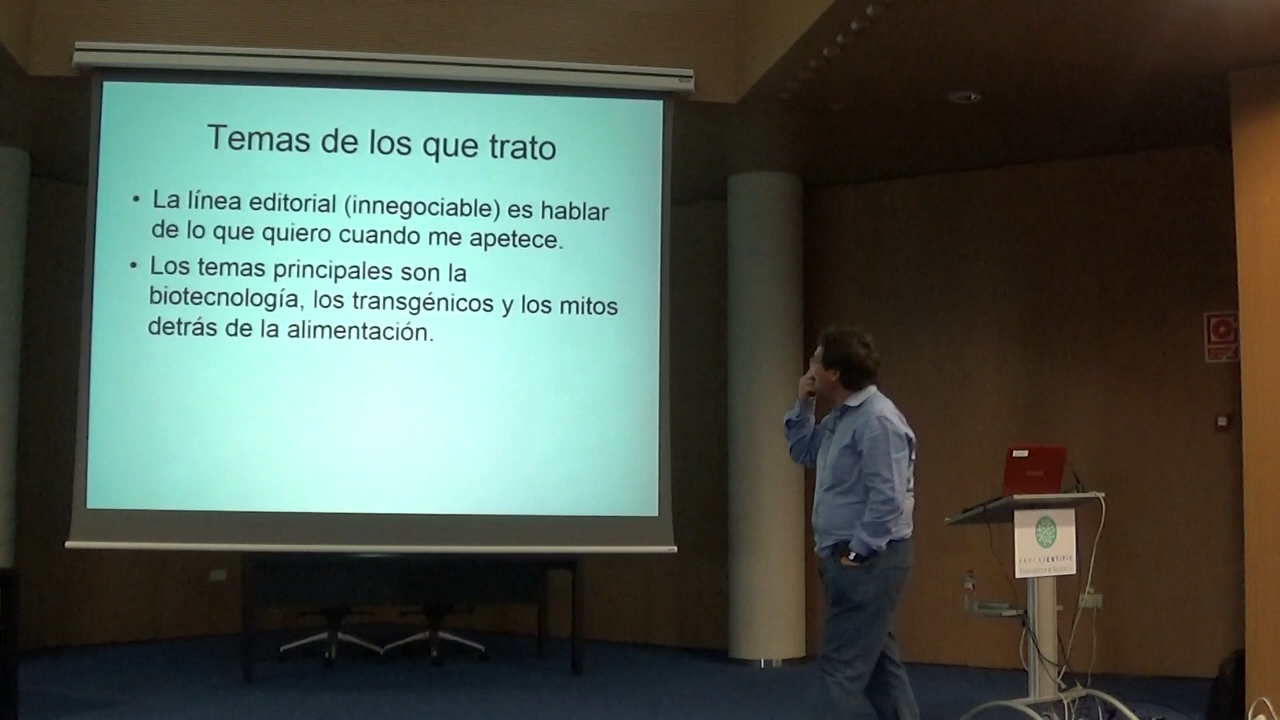 Temas de los que trato
• La línea editorial (innegociable) es hablar
de lo que quiero cuando me apetece.
• Los temas principales son la
biotecnología, los transgénicos y los mitos
detrás de la alimentación.